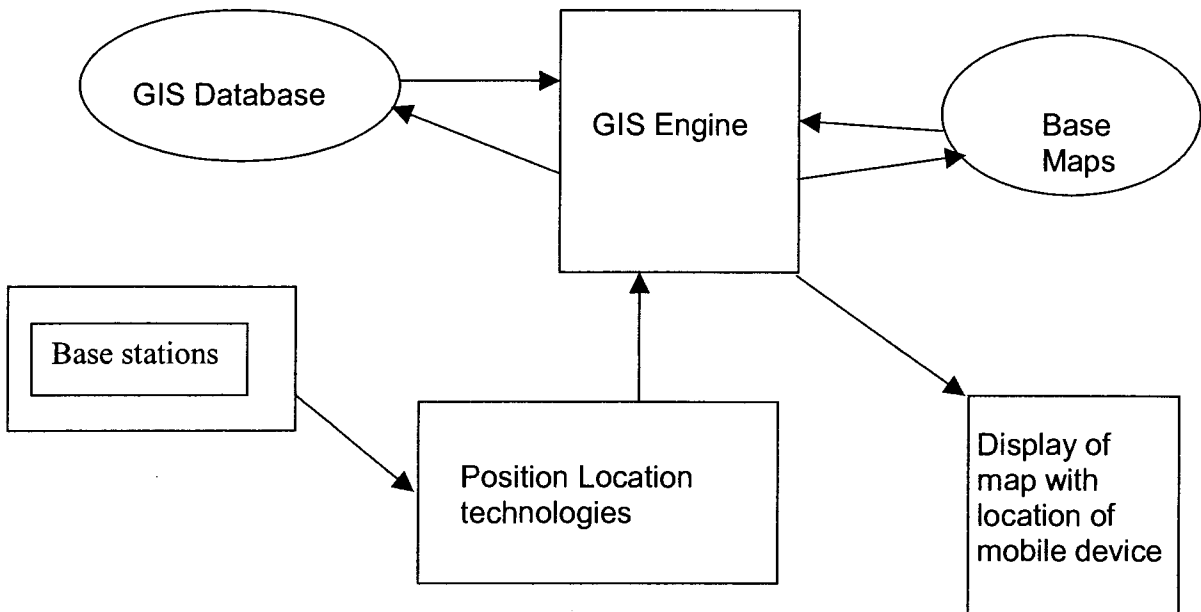 GIS Database
GIS Engine
Base
Maps
Base stations
Position Location
technologies
Display of
map with
location of
mobile device